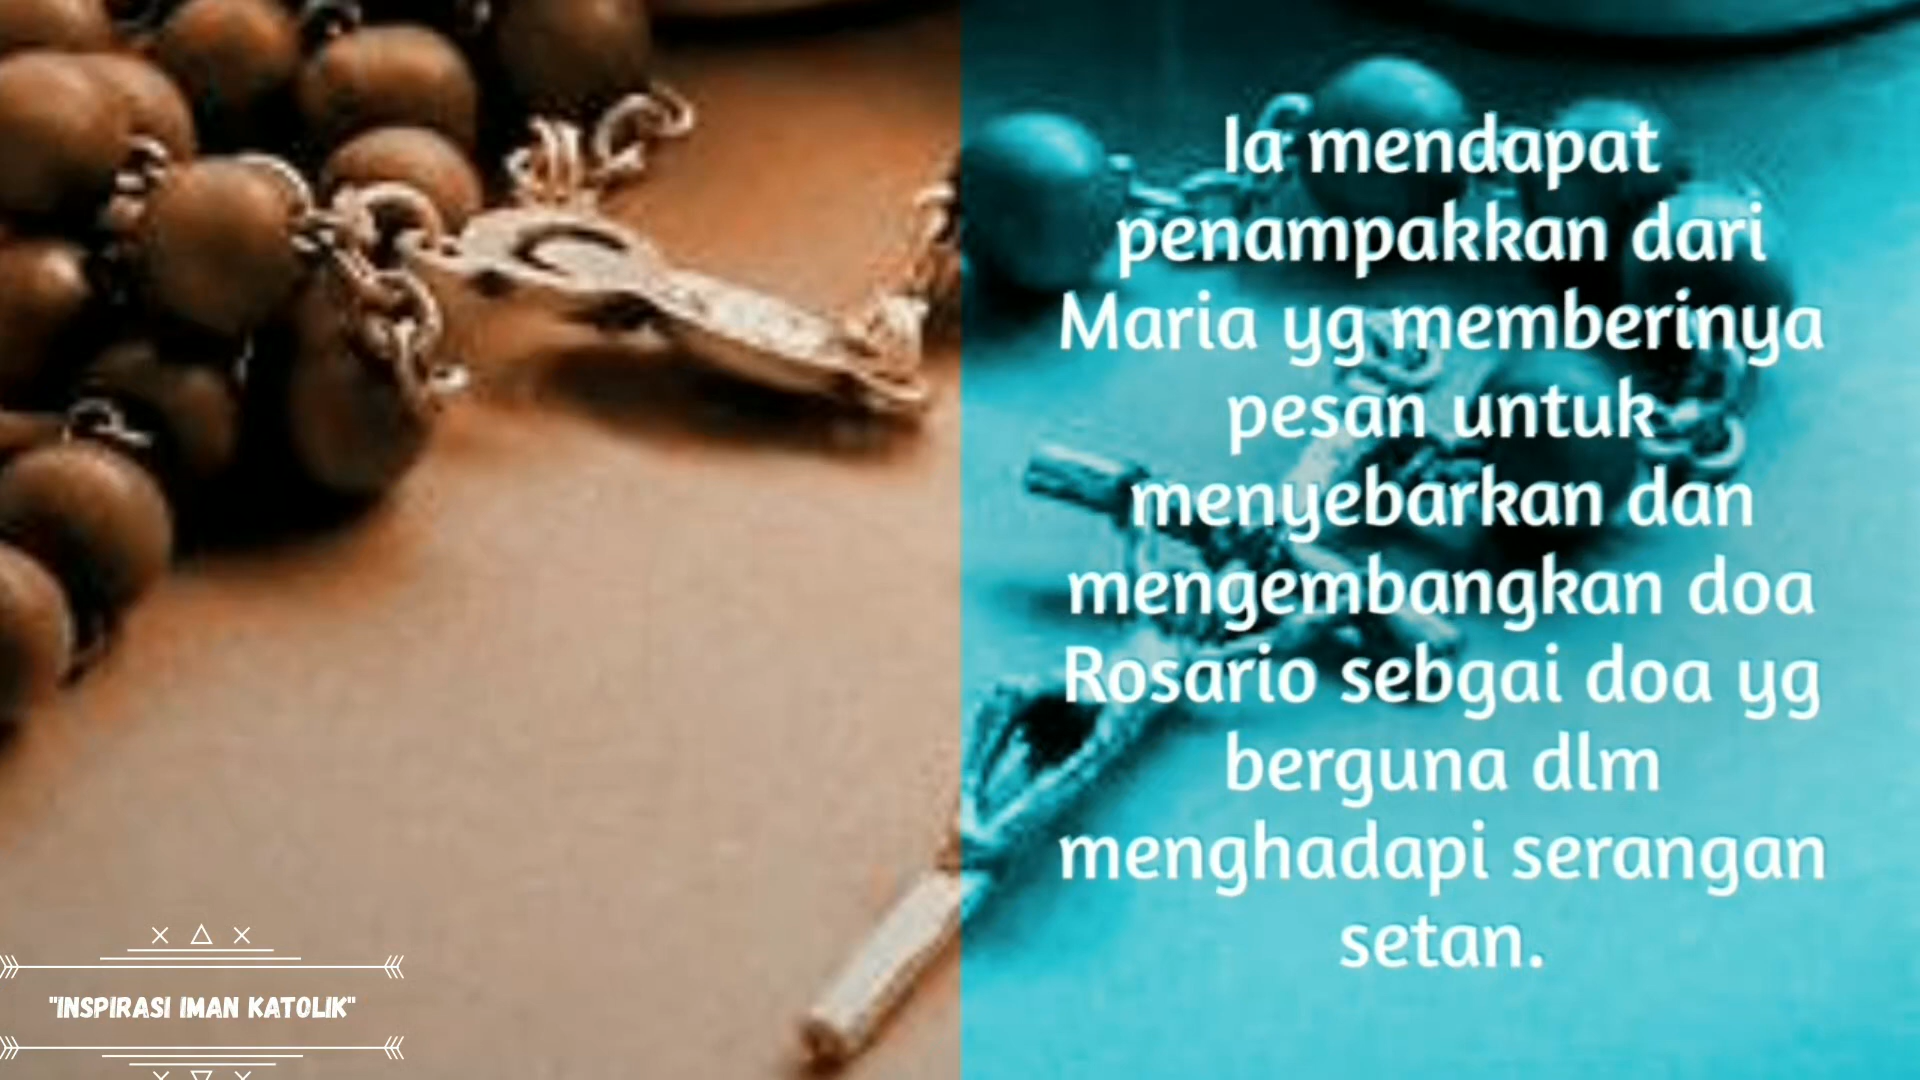 Ia mendapat
penampakkan dari
Maria yg memberinya
pesan untuk
menyebarkan dan
mengembangkan doa
Rosario sebgai doa yg
berguna dlm
menghadapi serangan
setan.
"INSPIRASI IMAN KATOLIK"